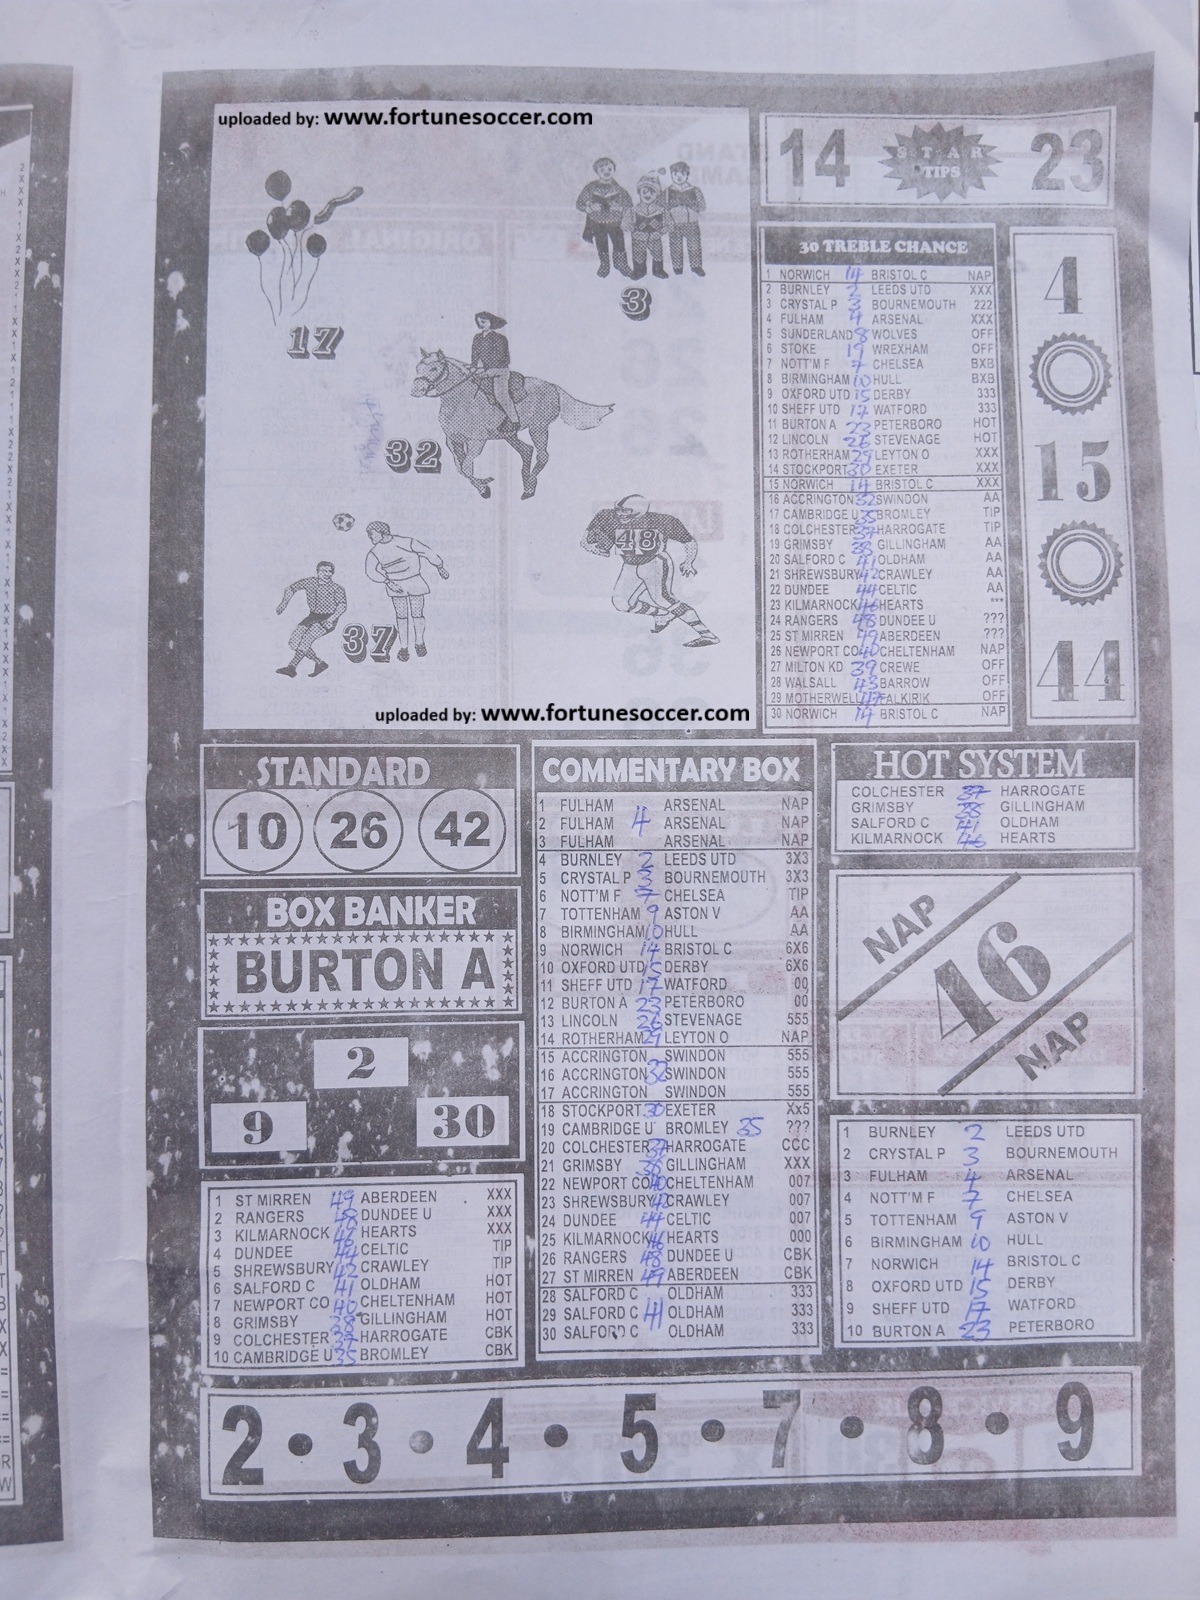 uploaded by: www.fortunesoccer.com
17
3
32
48
37
uploaded by: www.fortunesoccer.com
14 STAR TIPS 23
30 TREBLE CHANCE
1 NORWICH 14 BRISTOL C NAP
2 BURNLEY 2 LEEDS UTD XXX
3 CRYSTAL P 3 BOURNEMOUTH 222
4 FULHAM 4 ARSENAL XXX
5 SUNDERLAND 8 WOLVES OFF
6 STOKE 19 WREXHAM OFF
7 NOTT'M F 7 CHELSEA BXB
8 BIRMINGHAM 10 HULL BXB
9 OXFORD UTD 15 DERBY 333
10 SHEFF UTD 17 WATFORD 333
11 BURTON A 23 PETERBORO HOT
12 LINCOLN 26 STEVENAGE HOT
13 ROTHERHAM 29 LEYTON O XXX
14 STOCKPORT 30 EXETER XXX
15 NORWICH 14 BRISTOL C XXX
16 ACCRINGTON 32 SWINDON AA
17 CAMBRIDGE U 35 BROMLEY TIP
18 COLCHESTER 37 HARROGATE TIP
19 GRIMSBY 38 GILLINGHAM AA
20 SALFORD C 41 OLDHAM AA
21 SHREWSBURY 42 CRAWLEY AA
22 DUNDEE 44 CELTIC AA
23 KILMARNOCK 46 HEARTS ***
24 RANGERS 48 DUNDEE U ???
25 ST MIRREN 49 ABERDEEN ???
26 NEWPORT CO 40 CHELTENHAM NAP
27 MILTON KD 39 CREWE OFF
28 WALSALL 43 BARROW OFF
29 MOTHERWELL 47 FALKIRIK OFF
30 NORWICH 14 BRISTOL C NAP
4
15
44
STANDARD
10 26 42
BOX BANKER
BURTON A
2
9 30
1 ST MIRREN 49 ABERDEEN XXX
2 RANGERS 48 DUNDEE U XXX
3 KILMARNOCK 46 HEARTS XXX
4 DUNDEE 44 CELTIC TIP
5 SHREWSBURY 42 CRAWLEY TIP
6 SALFORD C 41 OLDHAM HOT
7 NEWPORT CO 40 CHELTENHAM HOT
8 GRIMSBY 38 GILLINGHAM HOT
9 COLCHESTER 37 HARROGATE CBK
10 CAMBRIDGE U 35 BROMLEY CBK
COMMENTARY BOX
1 FULHAM ARSENAL NAP
2 FULHAM 4 ARSENAL NAP
3 FULHAM ARSENAL NAP
4 BURNLEY 2 LEEDS UTD 3X3
5 CRYSTAL P 3 BOURNEMOUTH 3X3
6 NOTT'M F 7 CHELSEA TIP
7 TOTTENHAM 9 ASTON V AA
8 BIRMINGHAM 10 HULL AA
9 NORWICH 14 BRISTOL C 6X6
10 OXFORD UTD 15 DERBY 6X6
11 SHEFF UTD 17 WATFORD 00
12 BURTON A 23 PETERBORO 00
13 LINCOLN 26 STEVENAGE 555
14 ROTHERHAM 29 LEYTON O NAP
15 ACCRINGTON SWINDON 555
16 ACCRINGTON 32 SWINDON 555
17 ACCRINGTON SWINDON 555
18 STOCKPORT 30 EXETER Xx5
19 CAMBRIDGE U BROMLEY 35 ???
20 COLCHESTER 37 HARROGATE CCC
21 GRIMSBY 38 GILLINGHAM XXX
22 NEWPORT CO 40 CHELTENHAM 007
23 SHREWSBURY 42 CRAWLEY 007
24 DUNDEE 44 CELTIC 007
25 KILMARNOCK 46 HEARTS 000
26 RANGERS 48 DUNDEE U CBK
27 ST MIRREN 49 ABERDEEN CBK
28 SALFORD C OLDHAM 333
29 SALFORD C 41 OLDHAM 333
30 SALFORD C OLDHAM 333
HOT SYSTEM
COLCHESTER 37 HARROGATE
GRIMSBY 38 GILLINGHAM
SALFORD C 41 OLDHAM
KILMARNOCK 46 HEARTS
NAP
46
NAP
1 BURNLEY 2 LEEDS UTD
2 CRYSTAL P 3 BOURNEMOUTH
3 FULHAM 4 ARSENAL
4 NOTT'M F 7 CHELSEA
5 TOTTENHAM 9 ASTON V
6 BIRMINGHAM 10 HULL
7 NORWICH 14 BRISTOL C
8 OXFORD UTD 15 DERBY
9 SHEFF UTD 17 WATFORD
10 BURTON A 23 PETERBORO
2 • 3 • 4 • 5 • 7 • 8 • 9